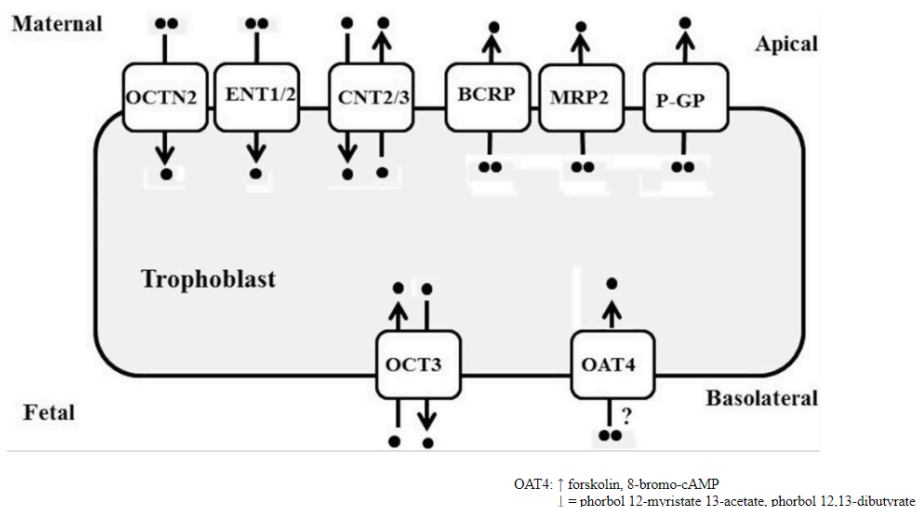 Maternal
Apical
OCTN2 ENT1/2 CNT2/3 BCRP MRP2 P-GP
Trophoblast
OCT3 OAT4
Basolateral
Fetal
?
OAT4: ↑ forskolin, 8-bromo-cAMP
↓ = phorbol 12-myristate 13-acetate, phorbol 12,13-dibutyrate